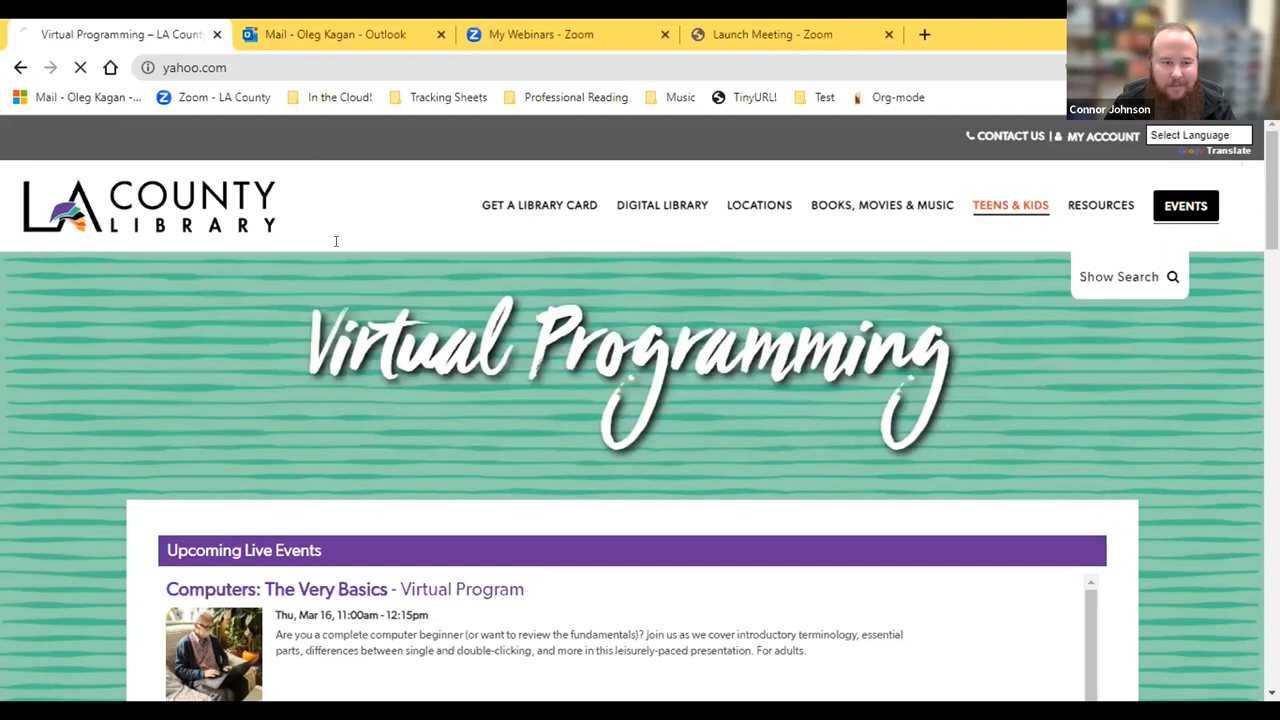 Virtual Programming – LA Count
Mail - Oleg Kagan - Outlook
My Webinars - Zoom
Launch Meeting - Zoom
yahoo.com
Mail - Oleg Kagan -...
Zoom - LA County
In the Cloud!
Tracking Sheets
Professional Reading
Music
TinyURL!
Test
Org-mode
Connor Johnson
CONTACT US | MY ACCOUNT
Select Language
Google Translate
LA COUNTY
LIBRARY
GET A LIBRARY CARD
DIGITAL LIBRARY
LOCATIONS
BOOKS, MOVIES & MUSIC
TEENS & KIDS
RESOURCES
EVENTS
Show Search
Virtual Programming
Upcoming Live Events
Computers: The Very Basics - Virtual Program
Thu, Mar 16, 11:00am - 12:15pm
Are you a complete computer beginner (or want to review the fundamentals)? Join us as we cover introductory terminology, essential
parts, differences between single and double-clicking, and more in this leisurely-paced presentation. For adults.